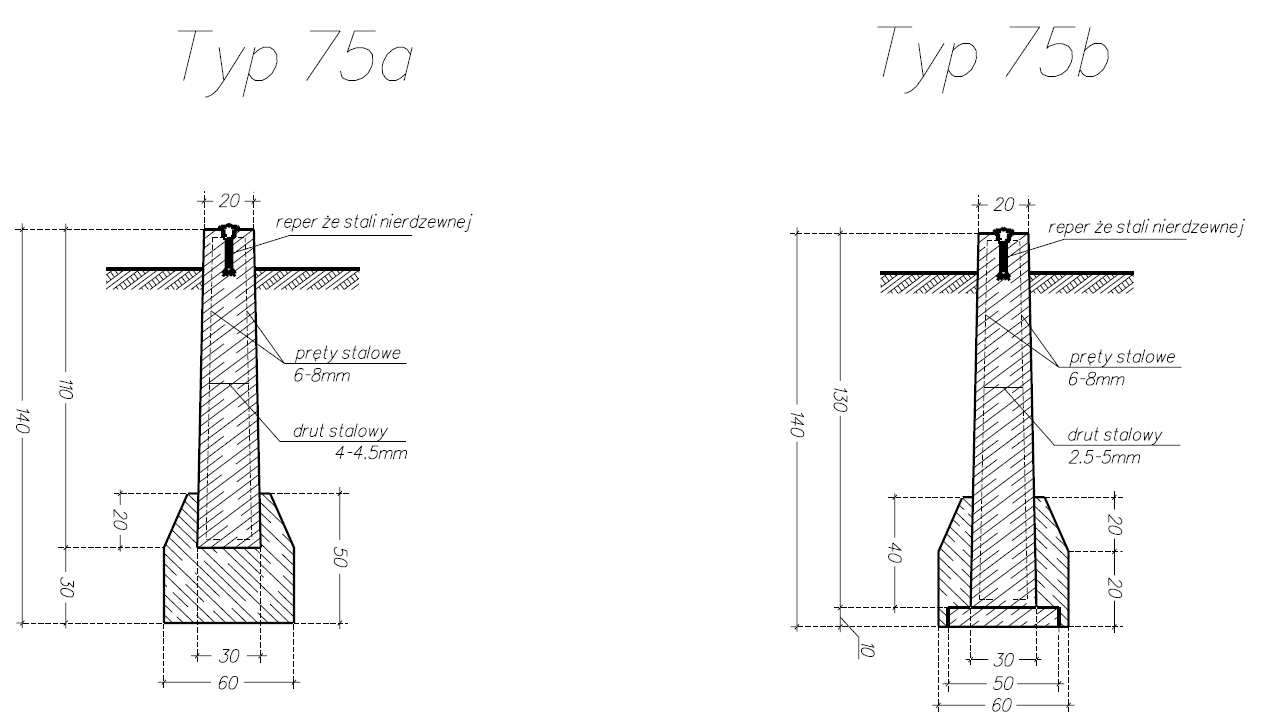 Typ 75a
20
reper że stali nierdzewnej
pręty stalowe
6-8mm
drut stalowy
4-4.5mm
110
140
20
50
30
30
60
Typ 75b
20
reper że stali nierdzewnej
pręty stalowe
6-8mm
drut stalowy
2.5-5mm
130
140
40
20
20
10
30
50
60